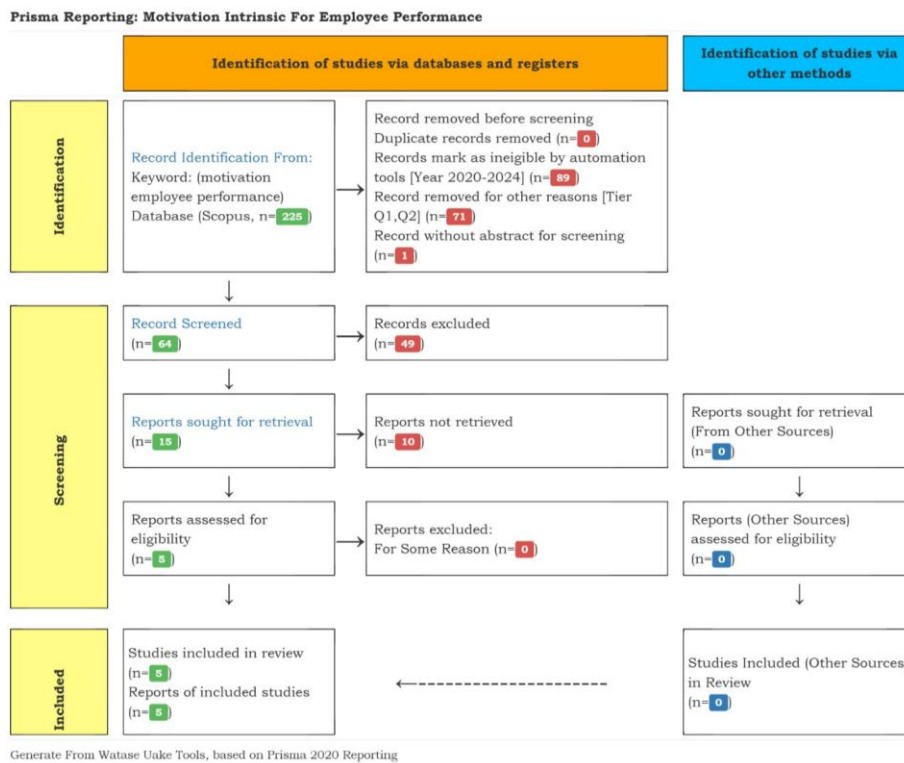 Prisma Reporting: Motivation Intrinsic For Employee Performance
Identification of studies via databases and registers
Identification of studies via
other methods
Identification
Record Identification From:
Keyword: (motivation
employee performance)
Database (Scopus, n=225)
Record removed before screening
Duplicate records removed (n=0)
Records mark as ineigible by automation
tools [Year 2020-2024] (n=89)
Record removed for other reasons [Tier
Q1,Q2] (n=71)
Record without abstract for screening
(n=1)
Screening
Record Screened
(n=64)
Records excluded
(n=49)
Reports sought for retrieval
(n=15)
Reports not retrieved
(n=10)
Reports sought for retrieval
(From Other Sources)
(n=0)
Reports assessed for
eligibility
(n=5)
Reports excluded:
For Some Reason (n=0)
Reports (Other Sources)
assessed for eligibility
(n=0)
Included
Studies included in review
(n=5)
Reports of included studies
(n=5)
Studies Included (Other Sources
in Review
(n=0)
Generate From Watase Uake Tools, based on Prisma 2020 Reporting